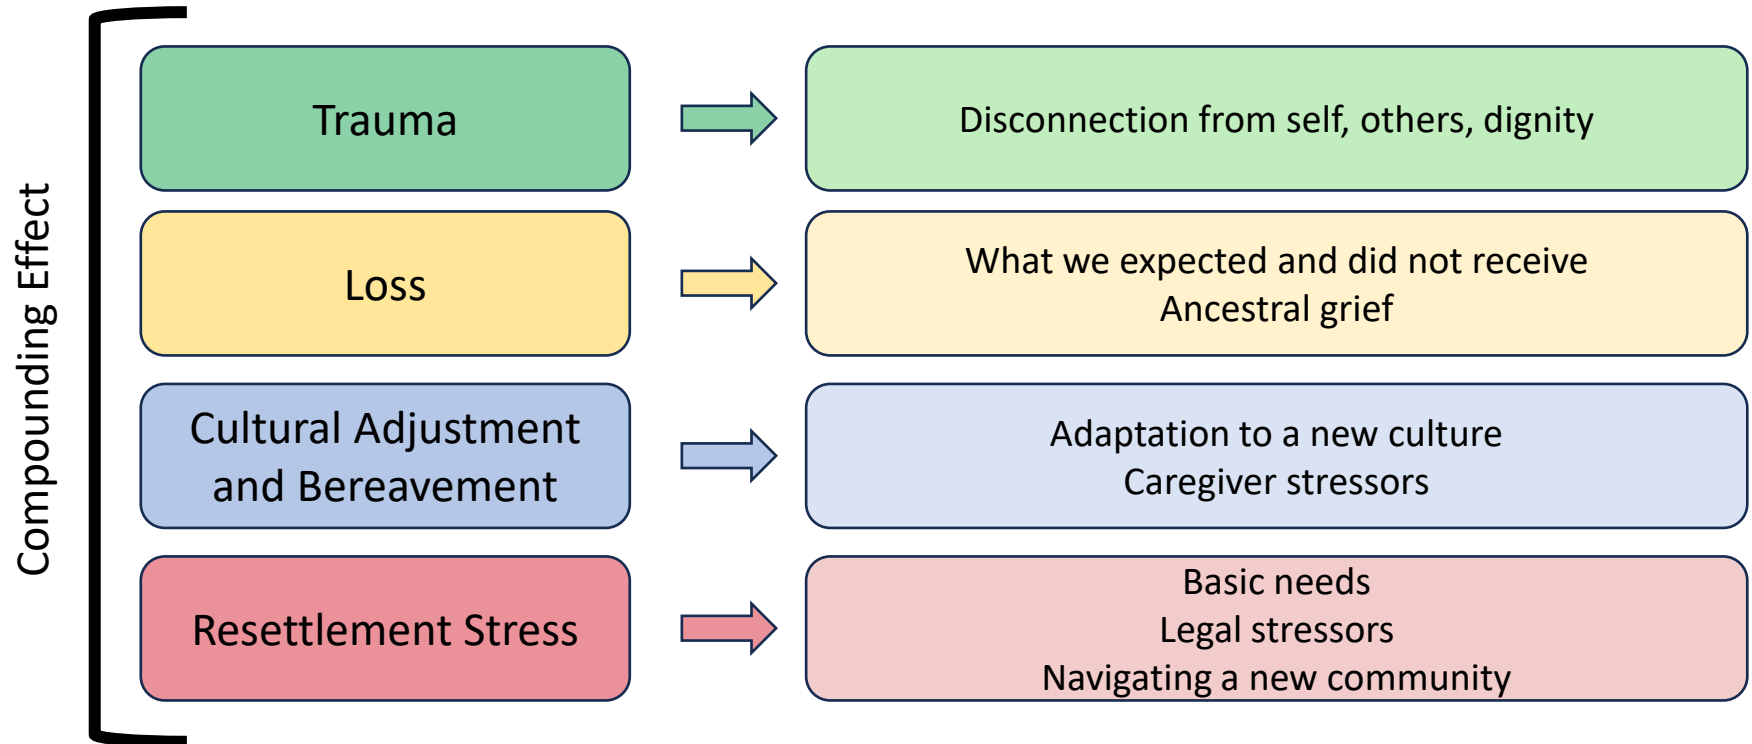 Compounding Effect
Trauma
Disconnection from self, others, dignity
Loss
What we expected and did not receive
Ancestral grief
Cultural Adjustment
and Bereavement
Adaptation to a new culture
Caregiver stressors
Resettlement Stress
Basic needs
Legal stressors
Navigating a new community